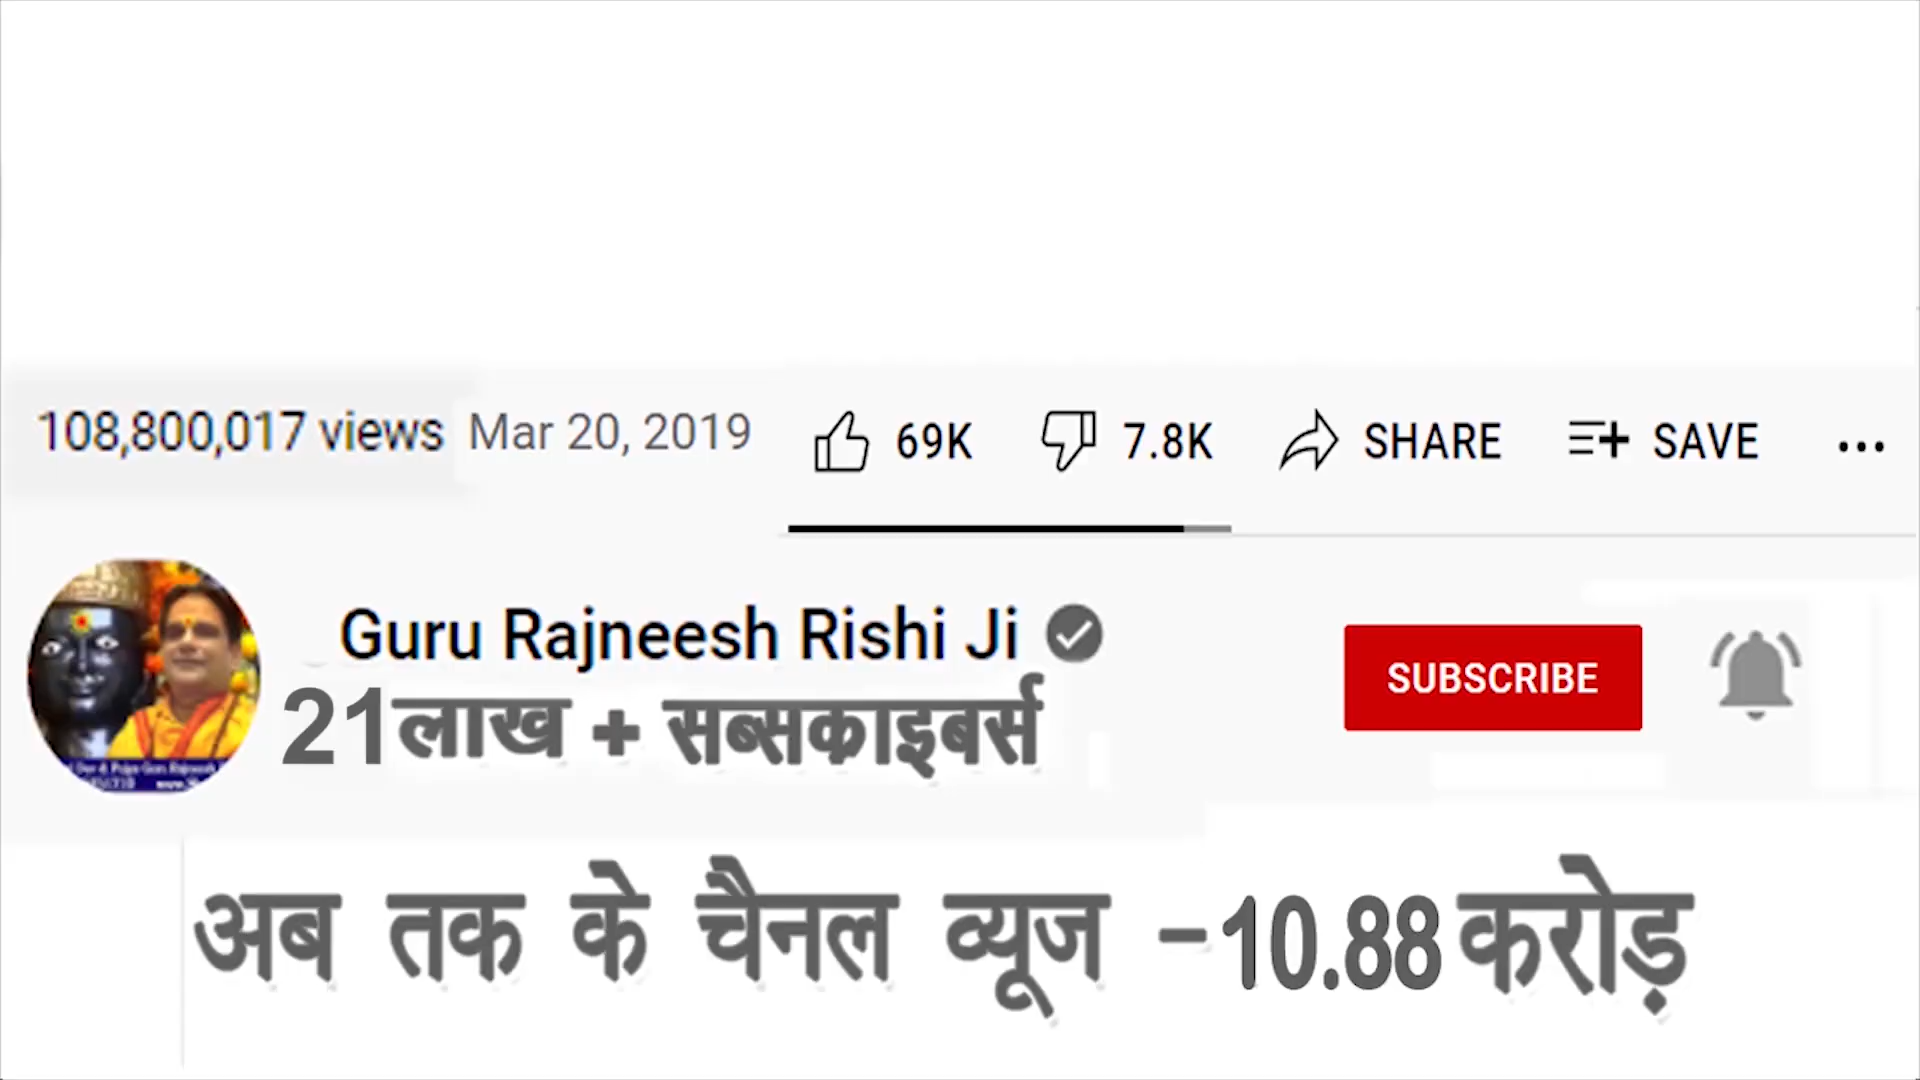 108,800,017 views Mar 20, 2019 69K 7.8K SHARE SAVE ...
Guru Rajneesh Rishi Ji
21लाख + सब्सकाइबर्स
SUBSCRIBE
अब तक के चैनल व्यूज -10.88 करोड़